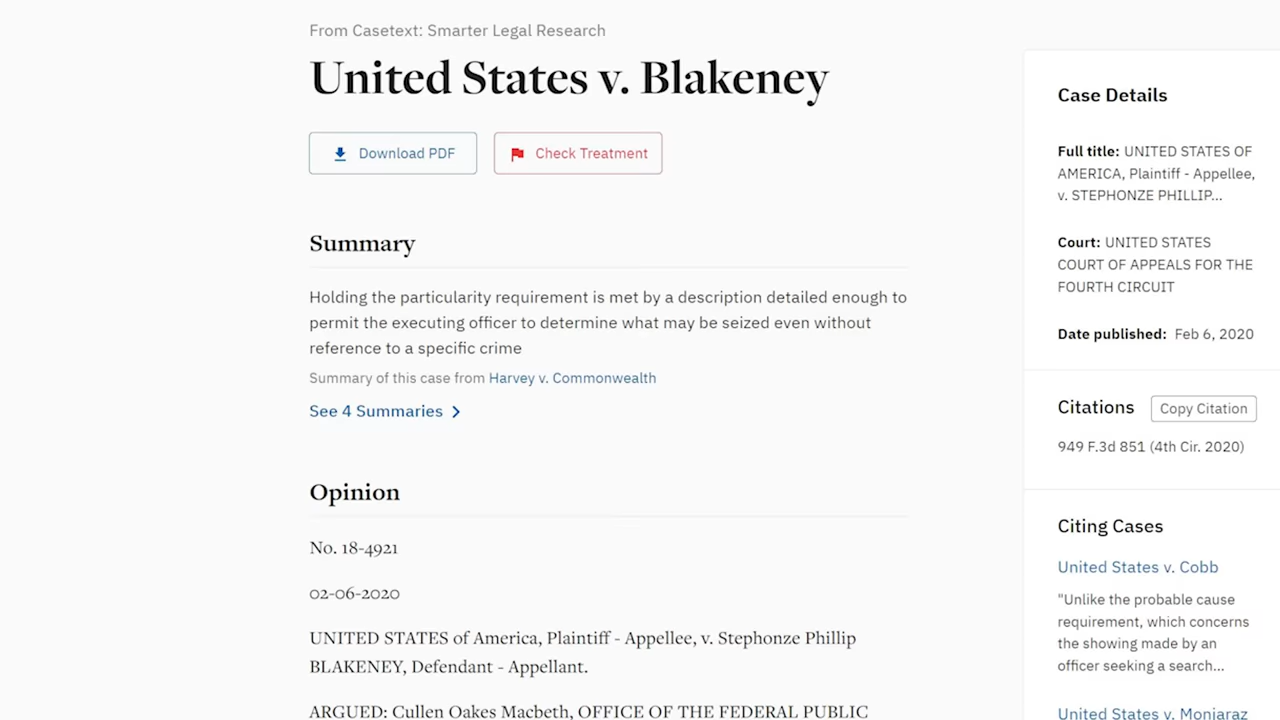 From Casetext: Smarter Legal Research
United States v. Blakeney
Download PDF
Check Treatment
Summary
Holding the particularity requirement is met by a description detailed enough to
permit the executing officer to determine what may be seized even without
reference to a specific crime
Summary of this case from Harvey v. Commonwealth
See 4 Summaries
Opinion
No. 18-4921
02-06-2020
UNITED STATES of America, Plaintiff - Appellee, v. Stephonze Phillip
BLAKENEY, Defendant - Appellant.
ARGUED: Cullen Oakes Macbeth, OFFICE OF THE FEDERAL PUBLIC
Case Details
Full title: UNITED STATES OF
AMERICA, Plaintiff - Appellee,
v. STEPHONZE PHILLIP...
Court: UNITED STATES
COURT OF APPEALS FOR THE
FOURTH CIRCUIT
Date published: Feb 6, 2020
Citations
Copy Citation
949 F.3d 851 (4th Cir. 2020)
Citing Cases
United States v. Cobb
"Unlike the probable cause
requirement, which concerns
the showing made by an
officer seeking a search...
United States v. Moniaraz